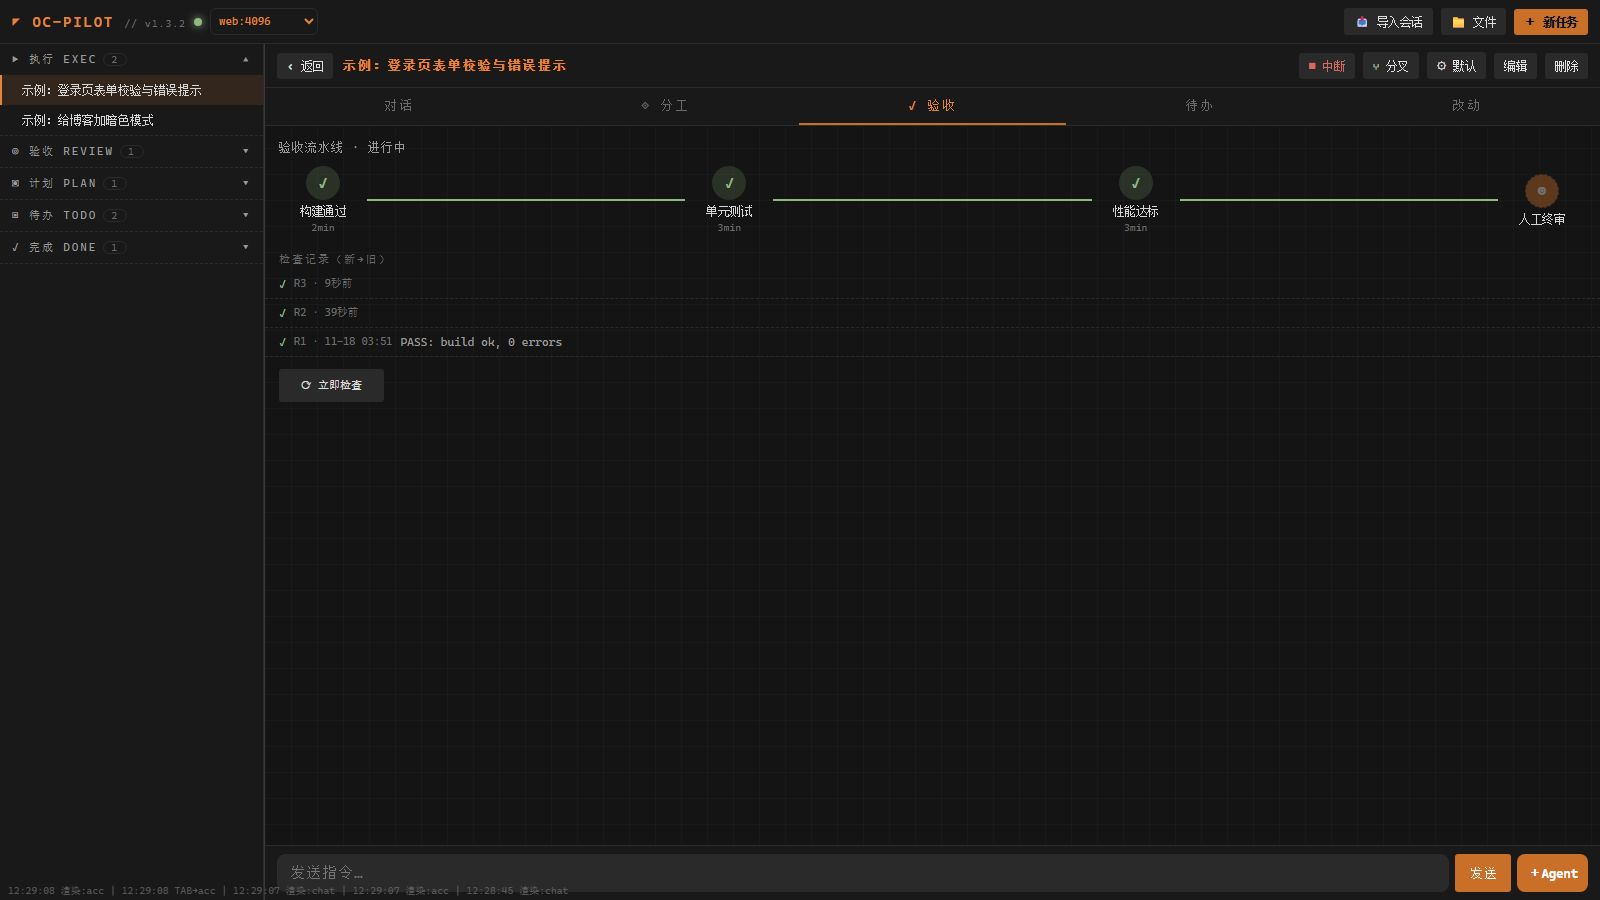 OC-PILOT // v1.3.2 web:4096 导入会话 文件 + 新任务
执行 EXEC 2
示例: 登录页表单校验与错误提示
示例: 给博客加暗色模式
验收 REVIEW 1
计划 PLAN 1
待办 TODO 2
完成 DONE 1
‹ 返回 示例: 登录页表单校验与错误提示 中断 分叉 默认 编辑 删除
对话 分工 ✓ 验收 待办 改动
验收流水线 · 进行中
构建通过 单元测试 性能达标 人工终审
2min 3min 3min
检查记录（新→旧）
✓ R3 · 9秒前
✓ R2 · 39秒前
✓ R1 · 11-18 03:51 PASS: build ok, 0 errors
⟳ 立即检查
发送指令… 发送 +Agent
12:29:08 渲染:acc | 12:29:08 TAB→acc | 12:29:07 渲染:chat | 12:29:07 渲染:acc | 12:28:45 渲染:chat